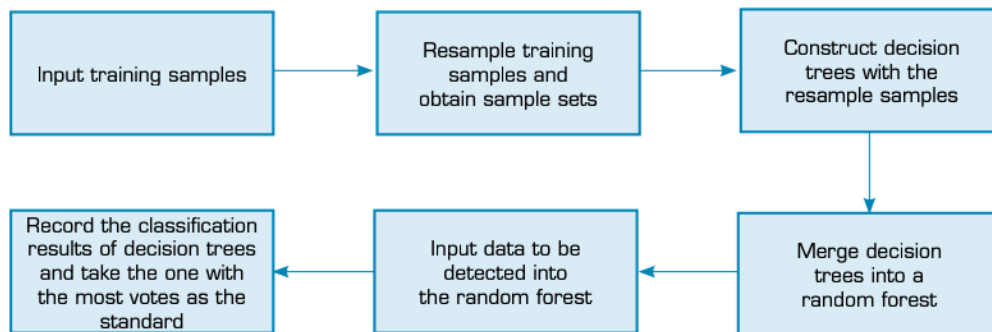 Input training samples
Resample training
samples and
obtain sample sets
Construct decision
trees with the
resample samples
Merge decision
trees into a
random forest
Input data to be
detected into
the random forest
Record the classification
results of decision trees
and take the one with
the most votes as the
standard